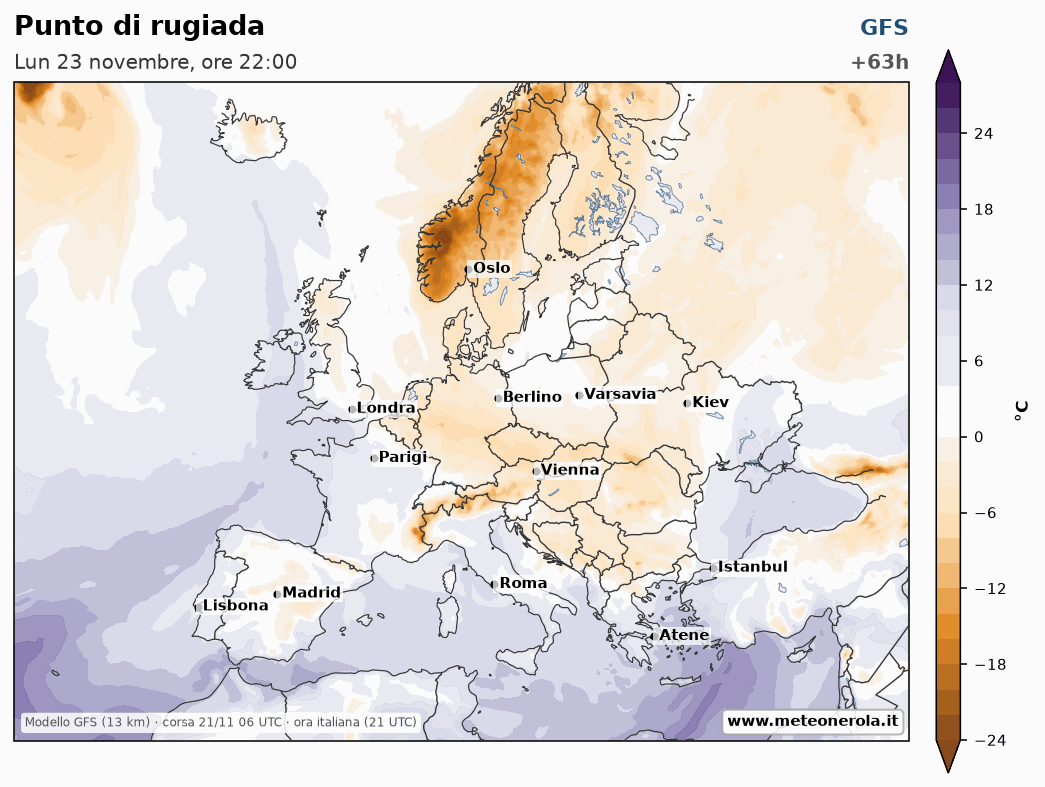 Punto di rugiada
GFS
Lun 23 novembre, ore 22:00
+63h
24
18
12
6
0
−6
−12
−18
−24
°C
Oslo
Berlino
Varsavia
Londra
Kiev
Parigi
Vienna
Istanbul
Roma
Madrid
Lisbona
Atene
Modello GFS (13 km) · corsa 21/11 06 UTC · ora italiana (21 UTC)
www.meteonerola.it